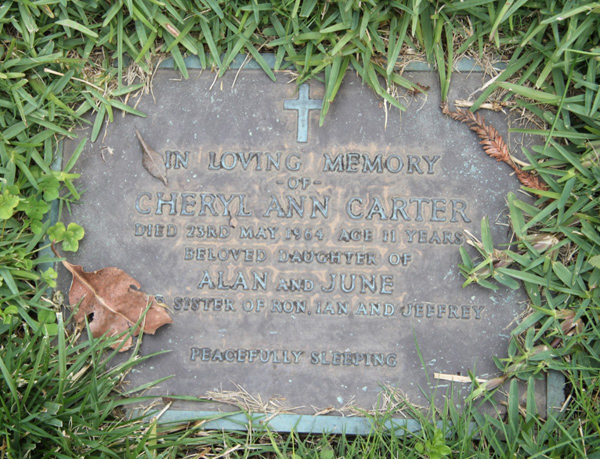 IN LOVING MEMORY
-OF-
CHERYL ANN CARTER
DIED 23RD MAY 1964 AGE 11 YEARS
BELOVED DAUGHTER OF
ALAN AND JUNE
SISTER OF RON, IAN AND JEFFREY
PEACEFULLY SLEEPING